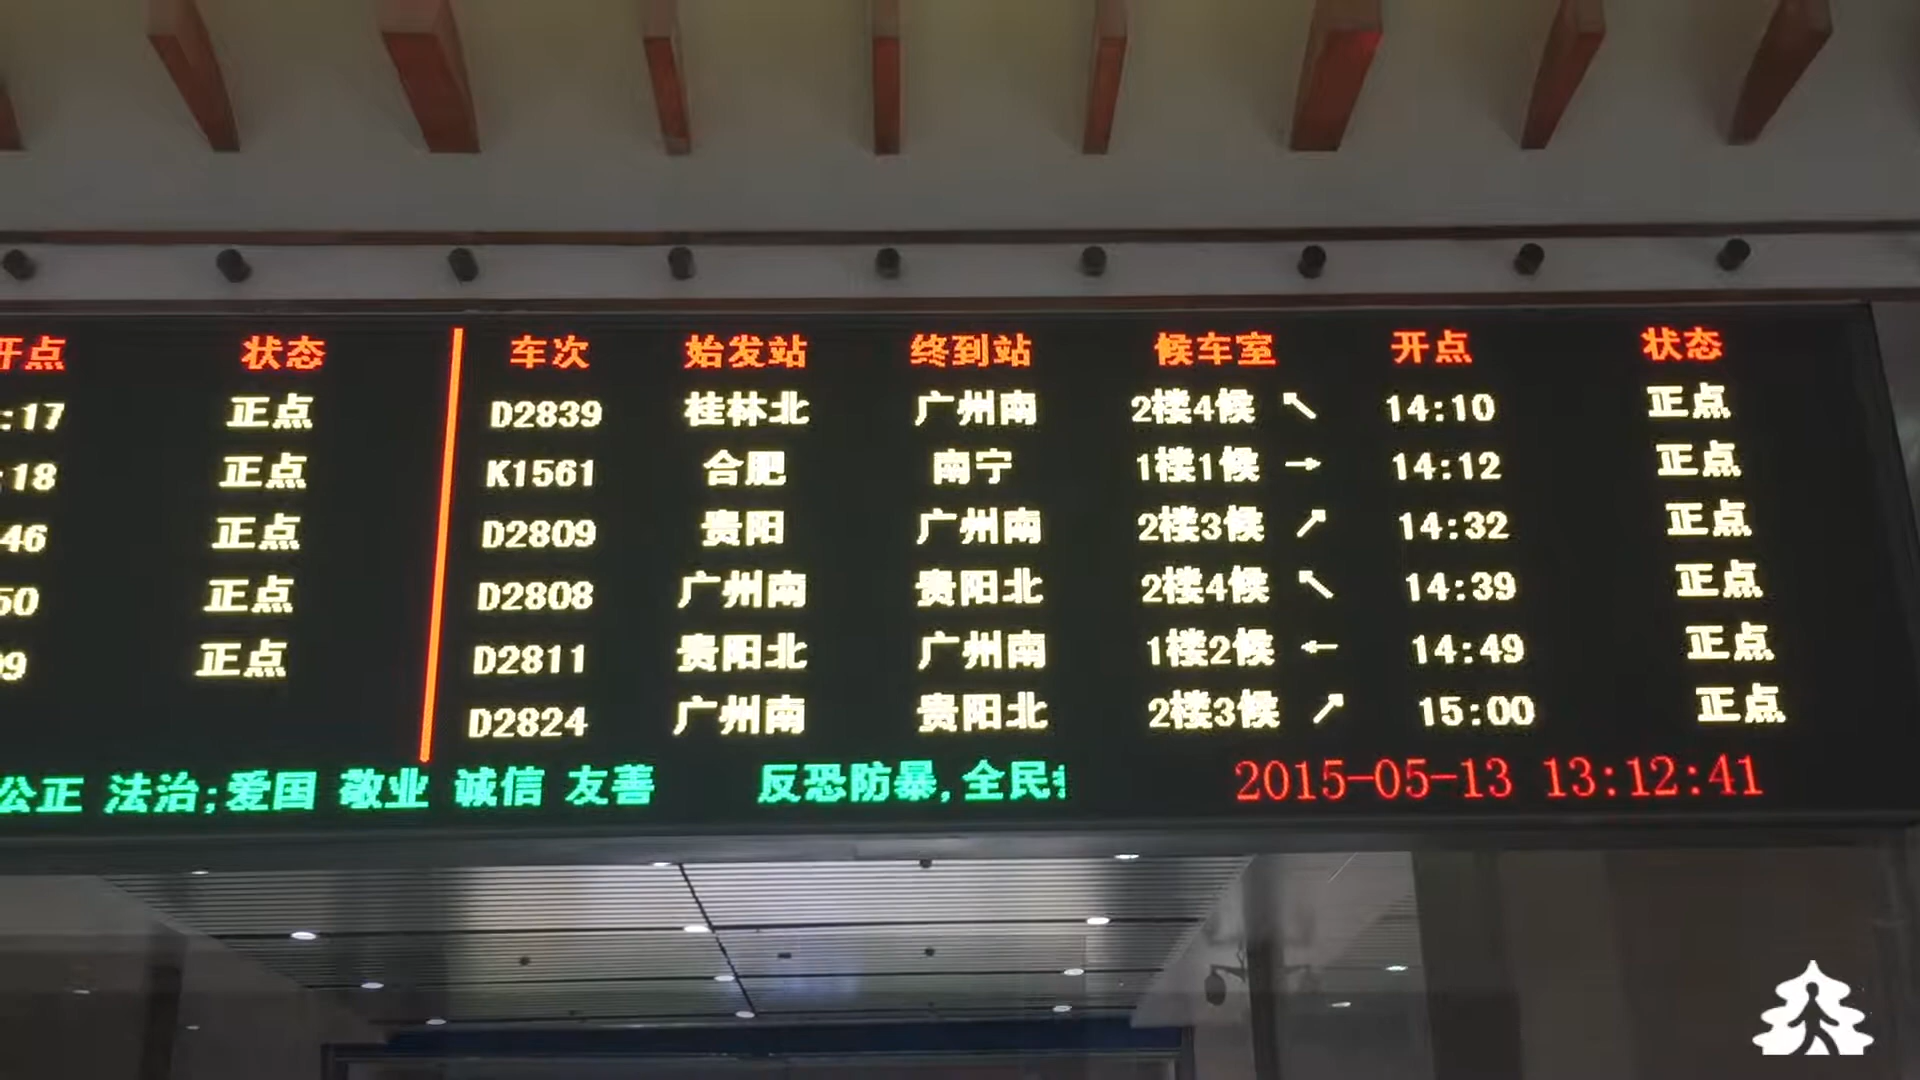 开点 状态 车次 始发站 终到站 候车室 开点 状态
:17 正点 D2839 桂林北 广州南 2楼4候 ↖ 14:10 正点
:18 正点 K1561 合肥 南宁 1楼1候 → 14:12 正点
46 正点 D2809 贵阳 广州南 2楼3候 ↗ 14:32 正点
50 正点 D2808 广州南 贵阳北 2楼4候 ↖ 14:39 正点
09 正点 D2811 贵阳北 广州南 1楼2候 ← 14:49 正点
D2824 广州南 贵阳北 2楼3候 ↗ 15:00 正点
公正 法治;爱国 敬业 诚信 友善 反恐防暴,全民 2015-05-13 13:12:41